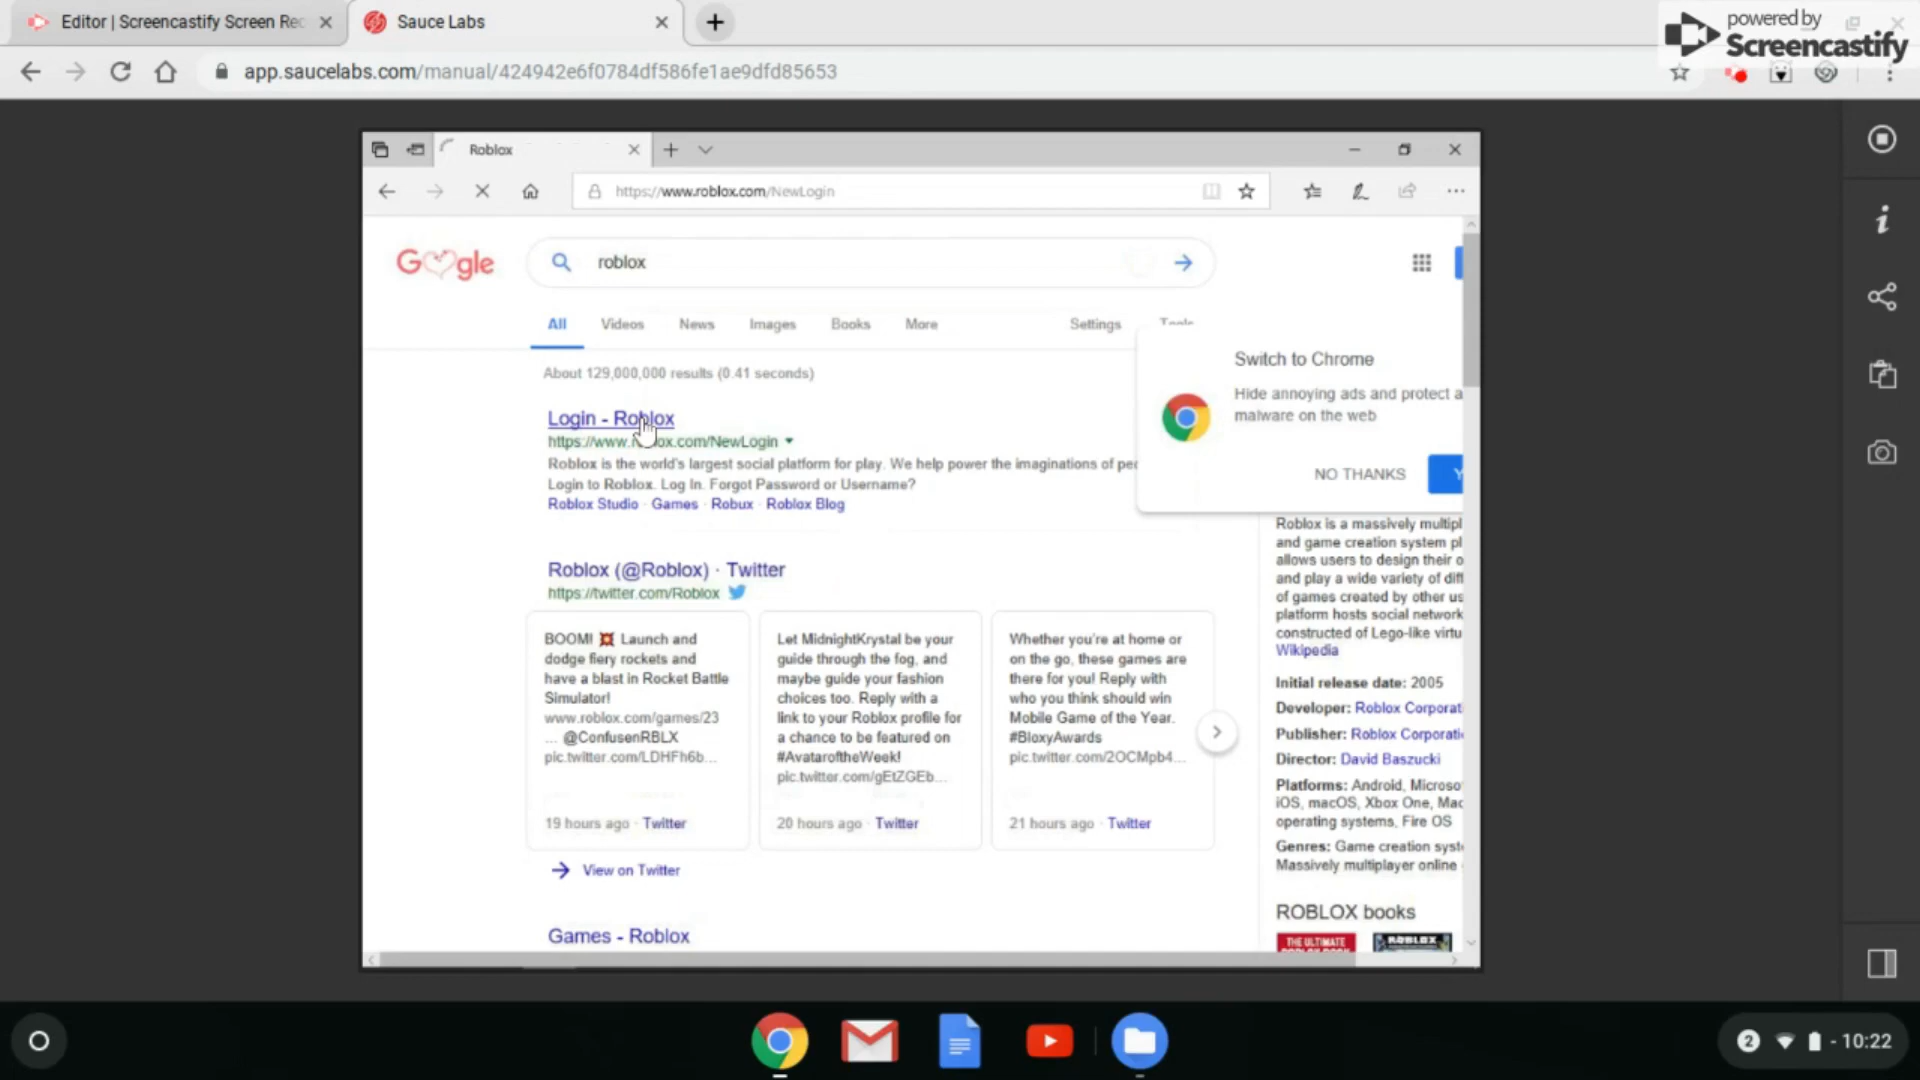 Editor | Screencastify Screen Rec
Sauce Labs
powered by
Screencastify
app.saucelabs.com/manual/424942e6f0784df586fe1ae9dfd85653
Roblox
https://www.roblox.com/NewLogin
Google
roblox
All
Videos
News
Images
Books
More
Settings
Tools
About 129,000,000 results (0.41 seconds)
Switch to Chrome
Hide annoying ads and protect a
malware on the web
NO THANKS
Y
Login - Roblox
https://www.roblox.com/NewLogin
Roblox is the world's largest social platform for play. We help power the imaginations of peo
Login to Roblox. Log In. Forgot Password or Username?
Roblox Studio · Games · Robux · Roblox Blog
Roblox (@Roblox) · Twitter
https://twitter.com/Roblox
BOOM! 💥 Launch and
dodge fiery rockets and
have a blast in Rocket Battle
Simulator!
www.roblox.com/games/23
... @ConfusenRBLX
pic.twitter.com/LDHFh6b...
19 hours ago · Twitter
Let MidnightKrystal be your
guide through the fog, and
maybe guide your fashion
choices too. Reply with a
link to your Roblox profile for
a chance to be featured on
#AvataroftheWeek!
pic.twitter.com/gEtZGEb...
20 hours ago · Twitter
Whether you're at home or
on the go, these games are
there for you! Reply with
who you think should win
Mobile Game of the Year.
#BloxyAwards
pic.twitter.com/2OCMpb4...
21 hours ago · Twitter
View on Twitter
Games - Roblox
Roblox is a massively multipl
and game creation system pl
allows users to design their o
and play a wide variety of diff
of games created by other us
platform hosts social network
constructed of Lego-like virtu
Wikipedia
Initial release date: 2005
Developer: Roblox Corporat
Publisher: Roblox Corporati
Director: David Baszucki
Platforms: Android, Microso
iOS, macOS, Xbox One, Mac
operating systems, Fire OS
Genres: Game creation syst
Massively multiplayer online
ROBLOX books
THE ULTIMATE
ROBLOX BOOK
ROBLOX
2
10:22